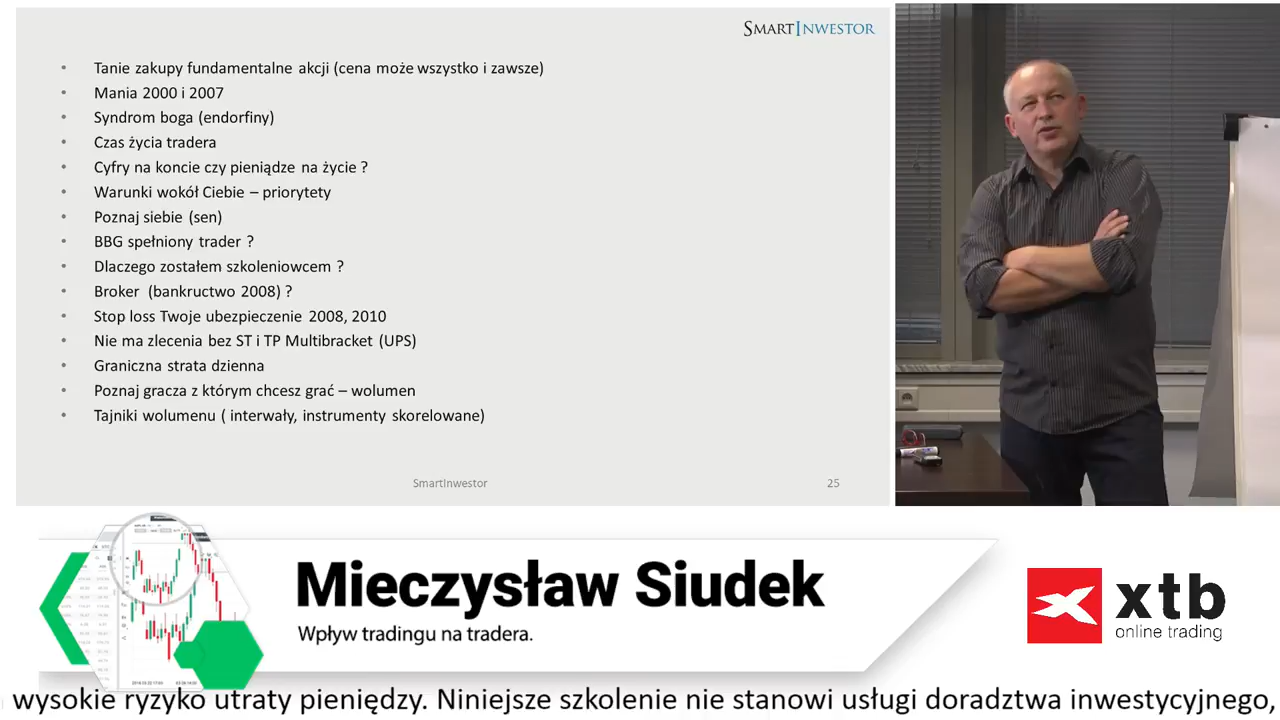 SMARTINWESTOR
• Tanie zakupy fundamentalne akcji (cena może wszystko i zawsze)
• Mania 2000 i 2007
• Syndrom boga (endorfiny)
• Czas życia tradera
• Cyfry na koncie czy pieniądze na życie ?
• Warunki wokół Ciebie – priorytety
• Poznaj siebie (sen)
• BBG spełniony trader ?
• Dlaczego zostałem szkoleniowcem ?
• Broker (bankructwo 2008) ?
• Stop loss Twoje ubezpieczenie 2008, 2010
• Nie ma zlecenia bez ST i TP Multibracket (UPS)
• Graniczna strata dzienna
• Poznaj gracza z którym chcesz grać – wolumen
• Tajniki wolumenu ( interwały, instrumenty skorelowane)
SmartInwestor
25
Mieczysław Siudek
Wpływ tradingu na tradera.
xtb
online trading
wysokie ryzyko utraty pieniędzy. Niniejsze szkolenie nie stanowi usługi doradztwa inwestycyjnego,